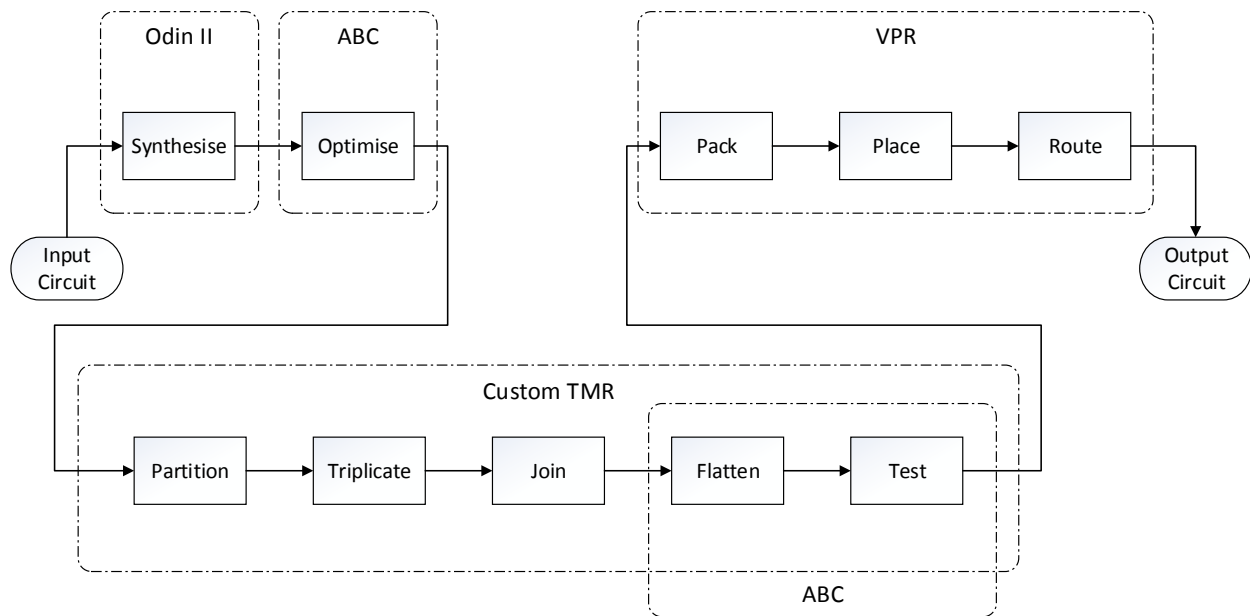 Odin II
ABC
VPR
Synthesise
Optimise
Pack
Place
Route
Input
Circuit
Output
Circuit
Custom TMR
Partition
Triplicate
Join
Flatten
Test
ABC